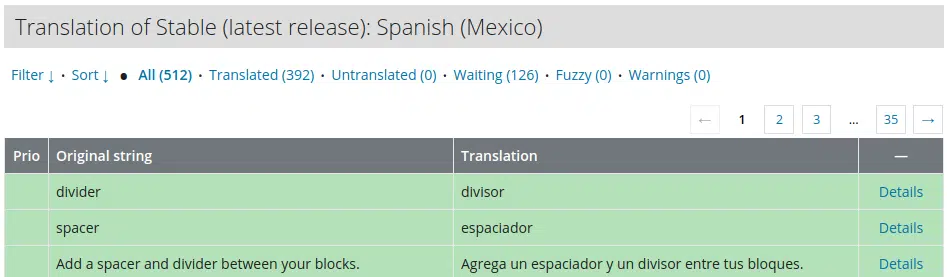 Translation of Stable (latest release): Spanish (Mexico)
Filter ↓ • Sort ↓ ● All (512) • Translated (392) • Untranslated (0) • Waiting (126) • Fuzzy (0) • Warnings (0)
← 1 2 3 … 35 →
Prio Original string Translation —
divider divisor Details
spacer espaciador Details
Add a spacer and divider between your blocks. Agrega un espaciador y un divisor entre tus bloques. Details